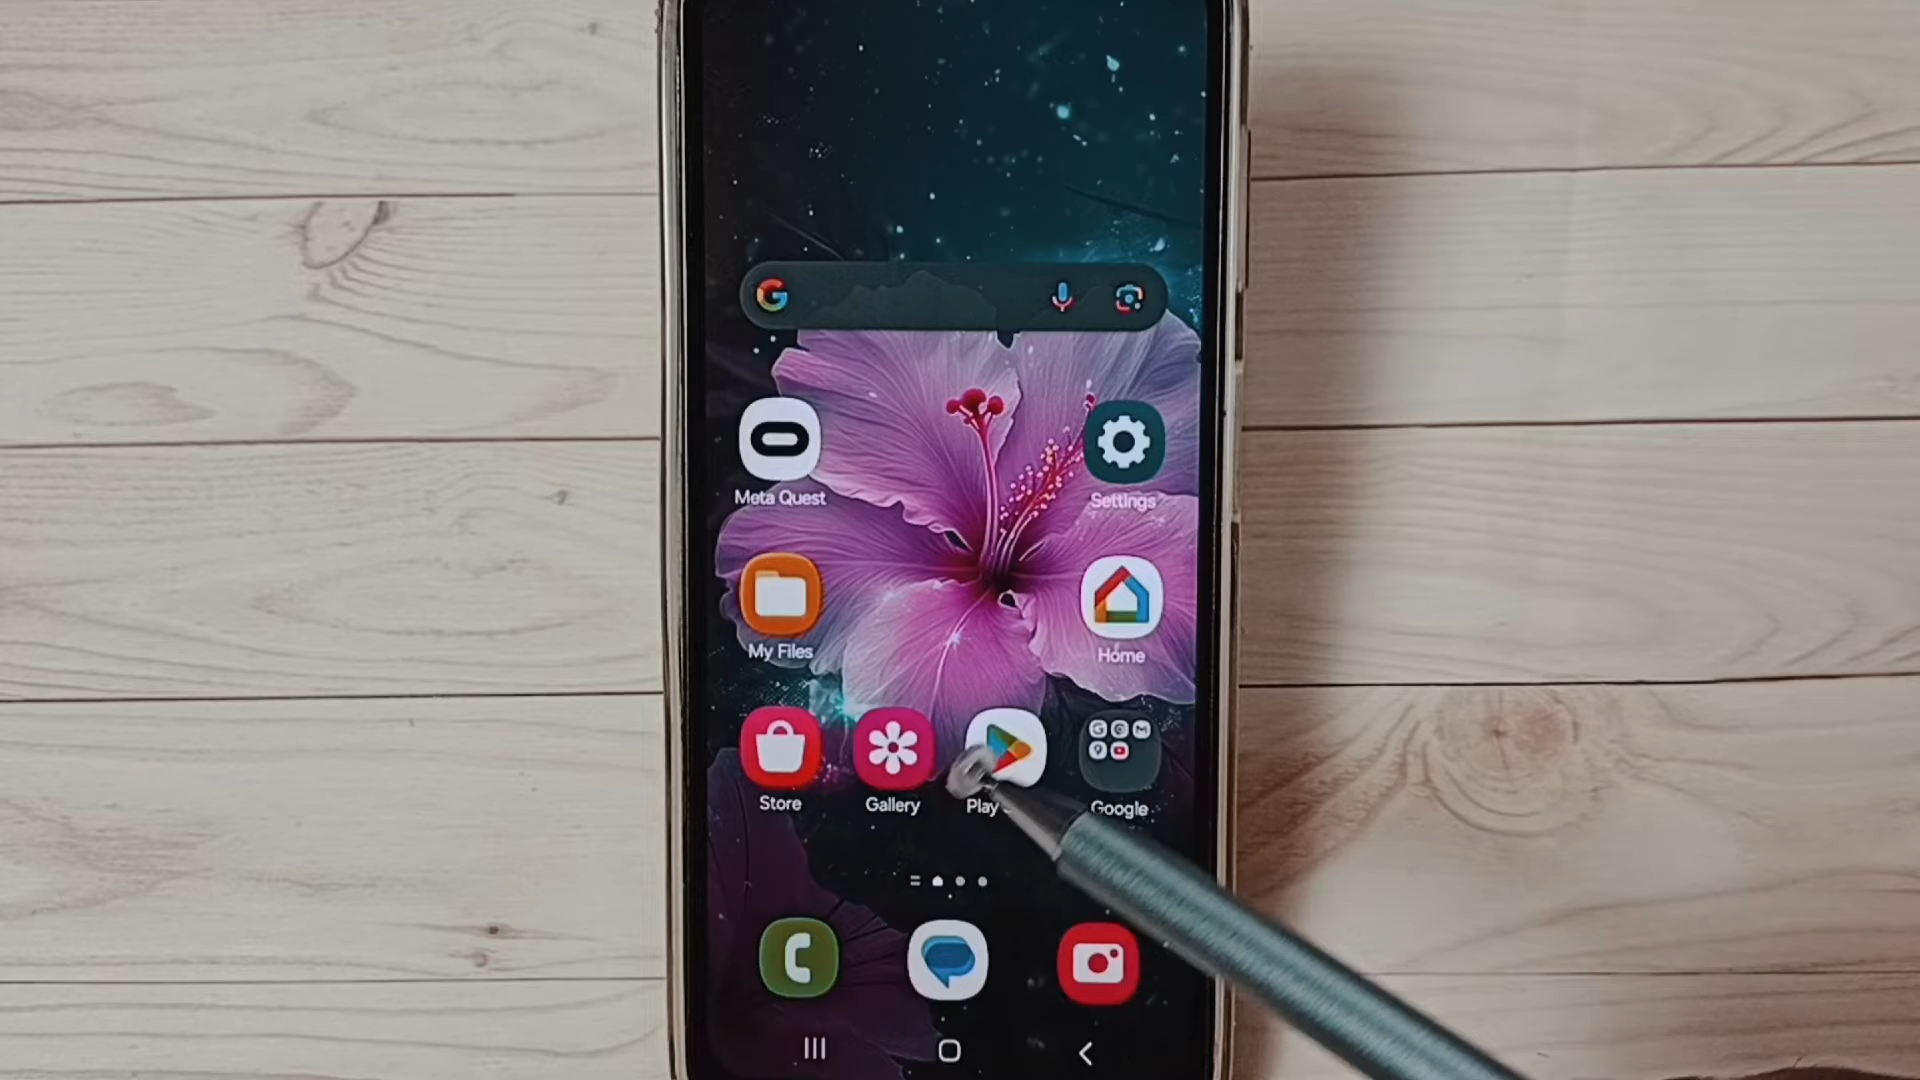 Meta Quest
Settings
My Files
Home
Store
Gallery
Play
Google